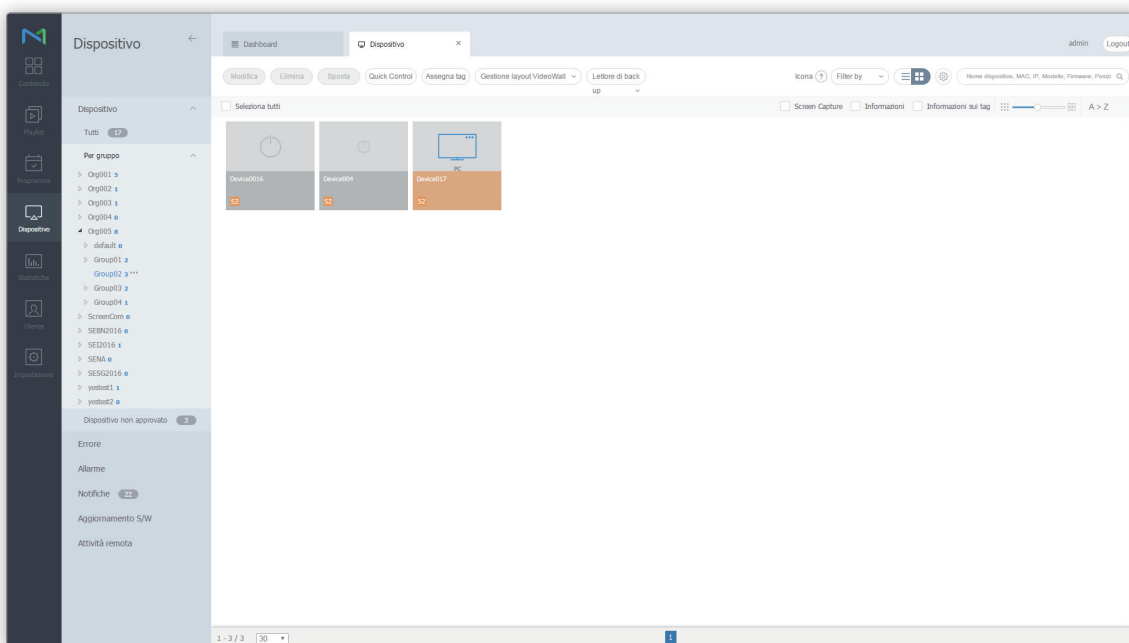 Dispositivo
Dashboard
Dispositivo ×
admin
Logout
Contenuto
Playlist
Programma
Dispositivo
Statistiche
Utente
Impostazione
Modifica
Elimina
Sposta
Quick Control
Assegna tag
Gestione layout VideoWall
Lettore di back
up
Icona ?
Filter by
Nome dispositivo, MAC, IP, Modello, Firmware, Posizi
Seleziona tutti
Screen Capture
Informazioni
Informazioni sui tag
A > Z
Dispositivo
Tutti 17
Per gruppo
Org001 5
Org002 1
Org003 1
Org004 0
Org005 8
default 0
Group01 2
Group02 3 ***
Group03 2
Group04 1
ScreenCom 0
SEBN2016 0
SEI2016 1
SENA 0
SESG2016 0
yestest1 1
yestest2 0
Dispositivo non approvato 3
Errore
Allarme
Notifiche 22
Aggiornamento S/W
Attività remota
Device0016
S2
Device004
S2
PC
Device017
S2
1 - 3 / 3
30
1